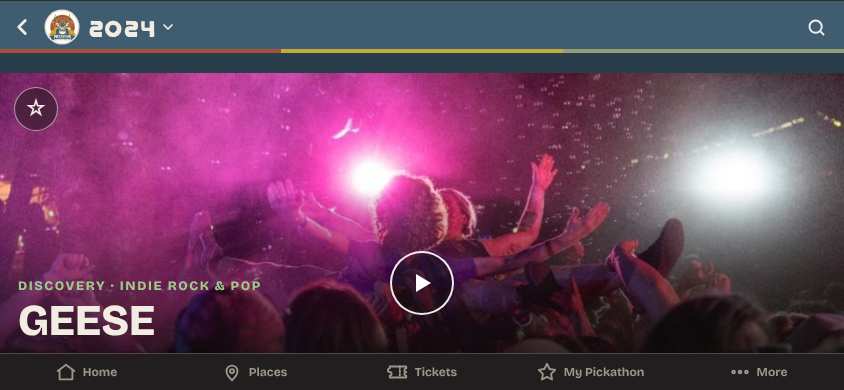 2024
DISCOVERY · INDIE ROCK & POP
GEESE
Home
Places
Tickets
My Pickathon
More